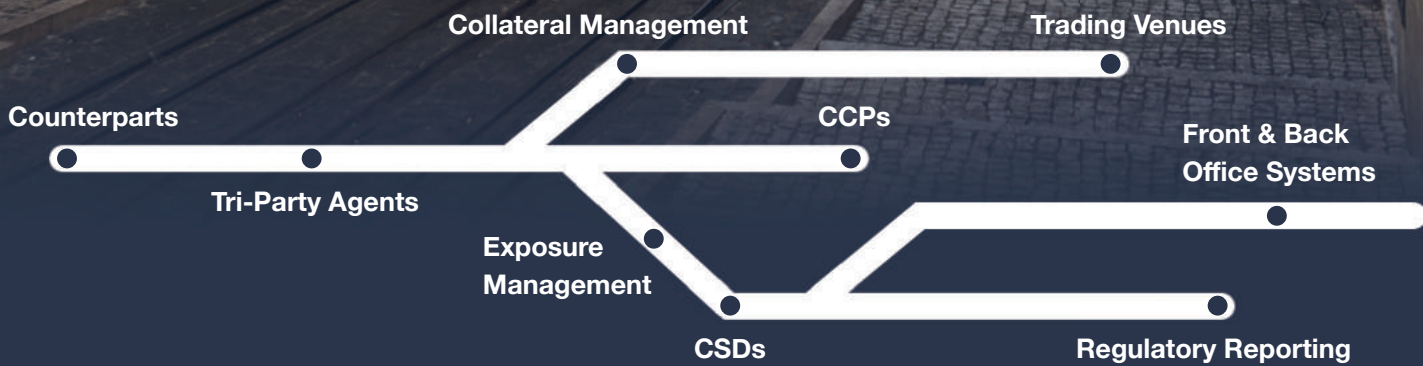 Collateral Management
Trading Venues
Counterparts
CCPs
Front & Back
Office Systems
Tri-Party Agents
Exposure
Management
CSDs
Regulatory Reporting